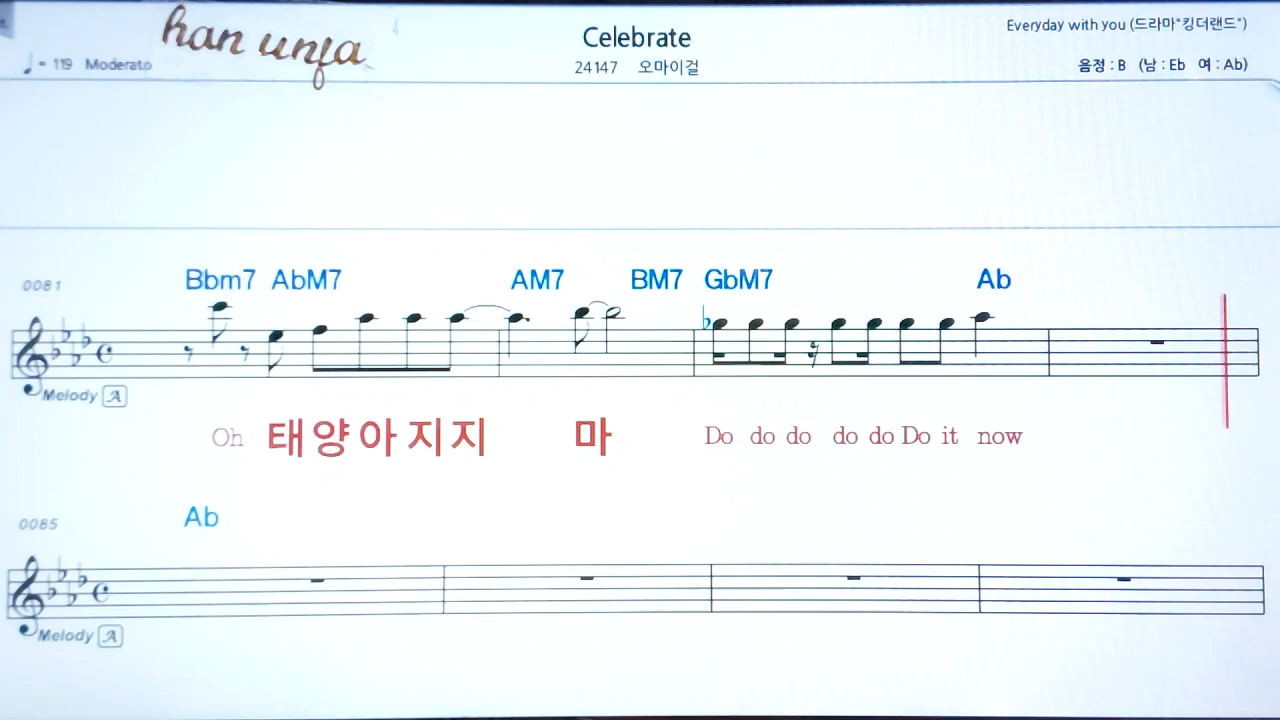 han unja
Celebrate
Everyday with you (드라마"킹더랜드")
♩ = 119 Moderato
24147 오마이걸
음정 : B (남 : Eb 여 : Ab)
0081
Bbm7 AbM7 AM7 BM7 GbM7 Ab
Melody A
Oh 태양아지지 마 Do do do do do Do it now
0085
Ab
Melody A